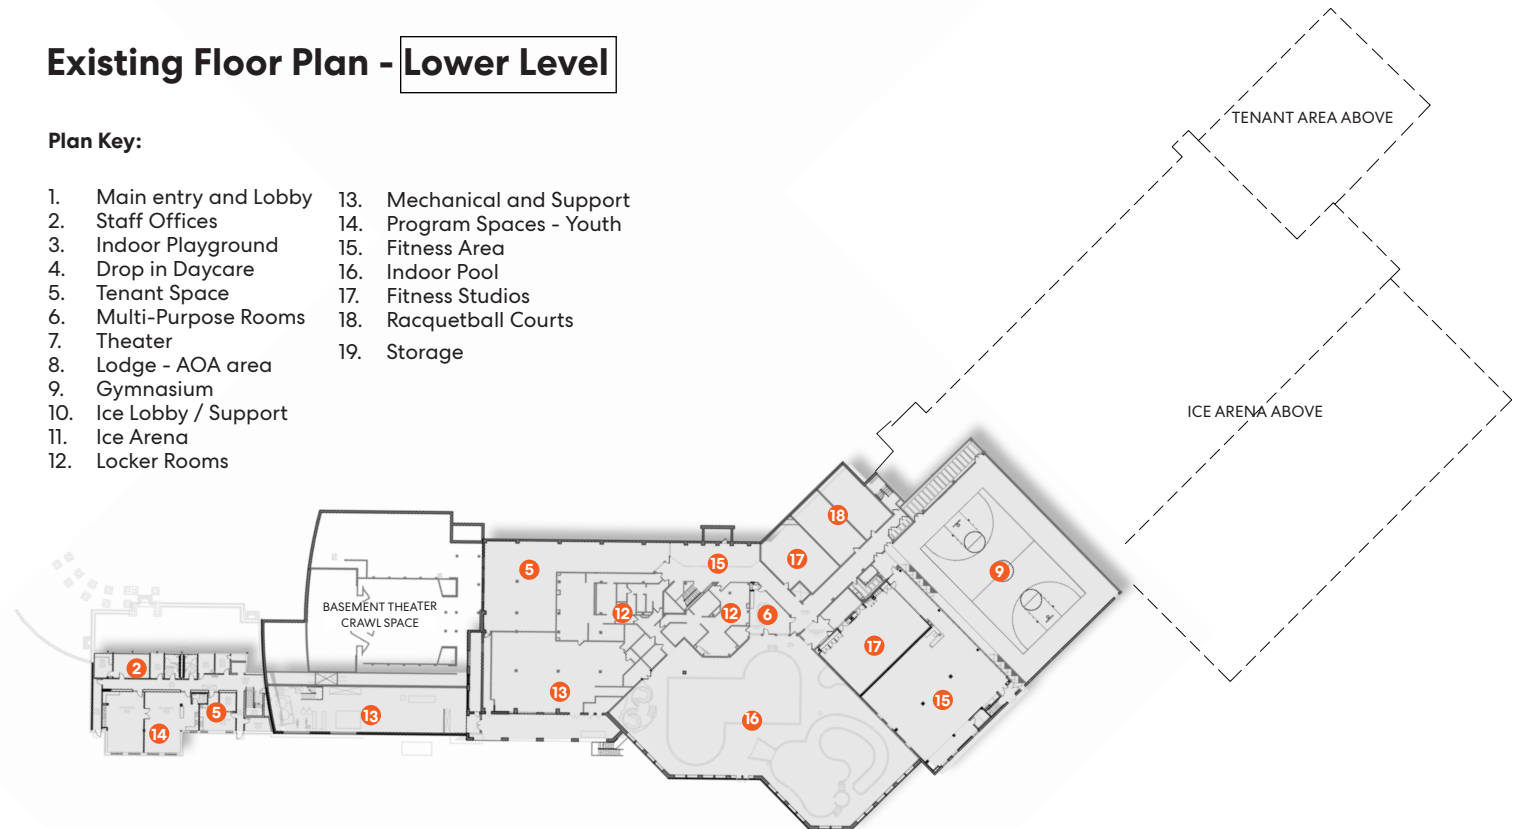 Existing Floor Plan - Lower Level
Plan Key:
1. Main entry and Lobby
2. Staff Offices
3. Indoor Playground
4. Drop in Daycare
5. Tenant Space
6. Multi-Purpose Rooms
7. Theater
8. Lodge - AOA area
9. Gymnasium
10. Ice Lobby / Support
11. Ice Arena
12. Locker Rooms
13. Mechanical and Support
14. Program Spaces - Youth
15. Fitness Area
16. Indoor Pool
17. Fitness Studios
18. Racquetball Courts
19. Storage
TENANT AREA ABOVE
ICE ARENA ABOVE
BASEMENT THEATER
CRAWL SPACE
18
17
15
5
9
12
12
6
17
2
13
15
5
13
14
16